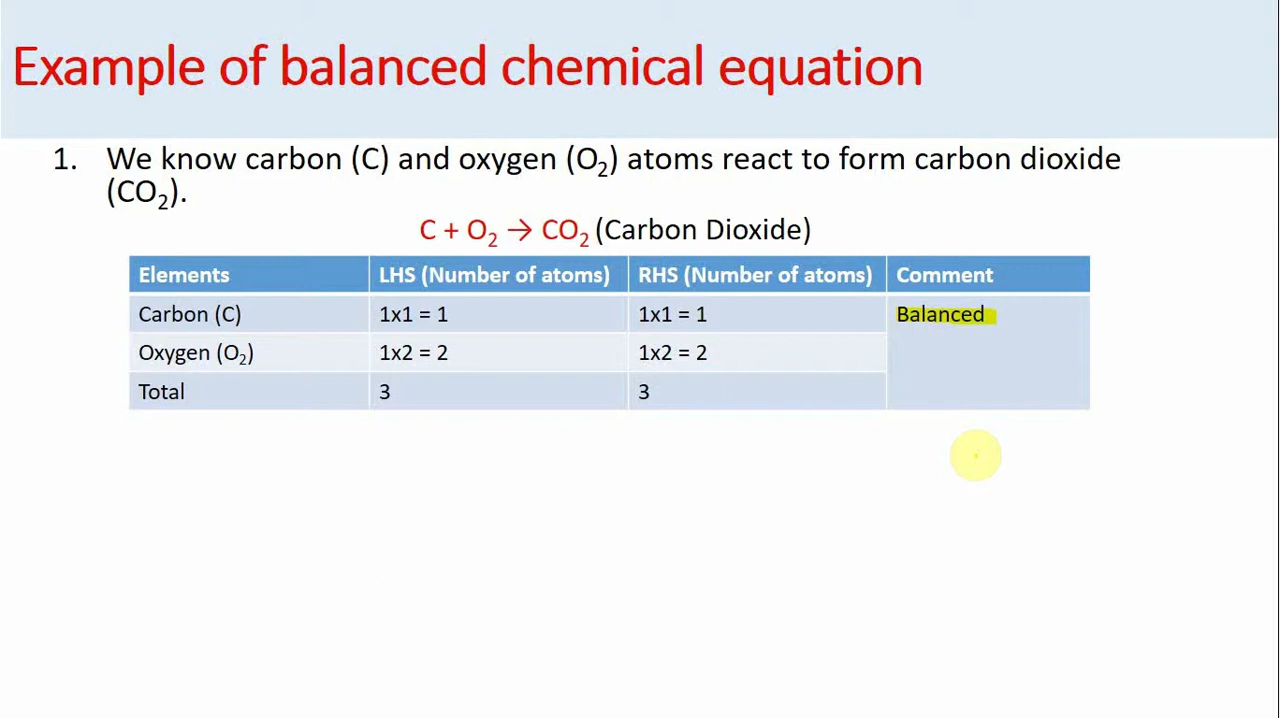 Example of balanced chemical equation
1. We know carbon (C) and oxygen (O₂) atoms react to form carbon dioxide
(CO₂).
C + O₂ → CO₂ (Carbon Dioxide)
Elements LHS (Number of atoms) RHS (Number of atoms) Comment
Carbon (C) 1x1 = 1 1x1 = 1 Balanced
Oxygen (O₂) 1x2 = 2 1x2 = 2
Total 3 3